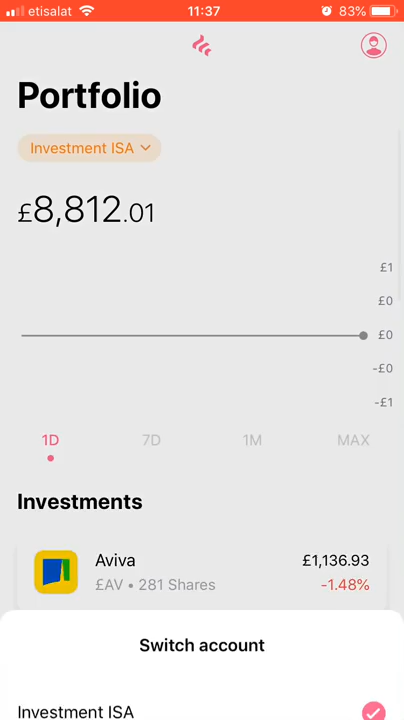 etisalat 11:37 83%
Portfolio
Investment ISA
£8,812.01
£1
£0
£0
-£0
-£1
1D 7D 1M MAX
Investments
Aviva £1,136.93
£AV • 281 Shares -1.48%
Switch account
Investment ISA